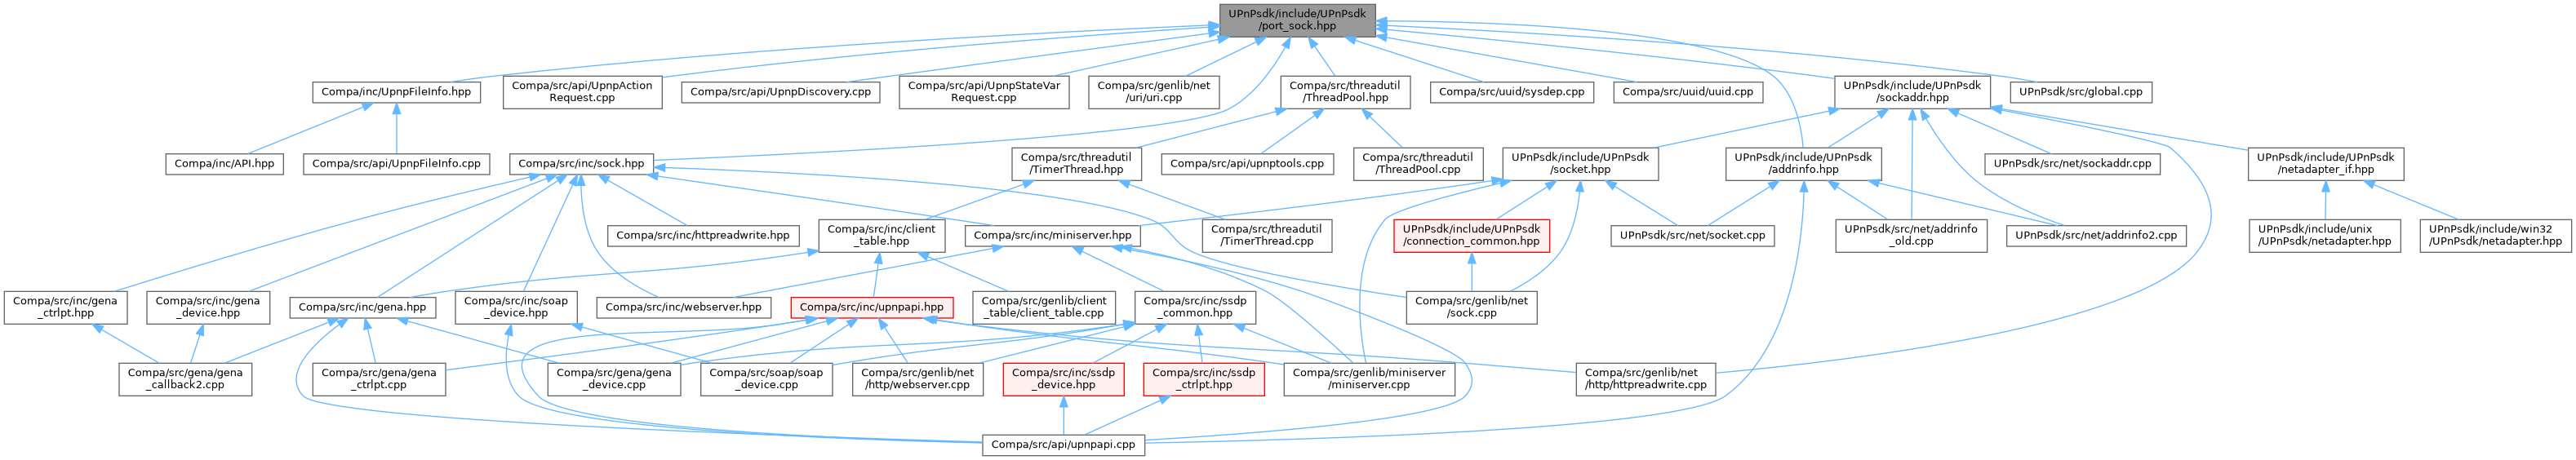 UPnPsdk/include/UPnPsdk
/port_sock.hpp
Compa/inc/UpnpFileInfo.hpp
Compa/src/api/UpnpAction
Request.cpp
Compa/src/api/UpnpDiscovery.cpp
Compa/src/api/UpnpStateVar
Request.cpp
Compa/src/genlib/net
/uri/uri.cpp
Compa/src/threadutil
/ThreadPool.hpp
Compa/src/uuid/sysdep.cpp
Compa/src/uuid/uuid.cpp
UPnPsdk/include/UPnPsdk
/sockaddr.hpp
UPnPsdk/src/global.cpp
Compa/inc/API.hpp
Compa/src/api/UpnpFileInfo.cpp
Compa/src/inc/sock.hpp
Compa/src/threadutil
/TimerThread.hpp
Compa/src/api/upnptools.cpp
Compa/src/threadutil
/ThreadPool.cpp
UPnPsdk/include/UPnPsdk
/socket.hpp
UPnPsdk/include/UPnPsdk
/addrinfo.hpp
UPnPsdk/src/net/sockaddr.cpp
UPnPsdk/include/UPnPsdk
/netadapter_if.hpp
Compa/src/inc/httpreadwrite.hpp
Compa/src/inc/client
_table.hpp
Compa/src/inc/miniserver.hpp
Compa/src/threadutil
/TimerThread.cpp
UPnPsdk/include/UPnPsdk
/connection_common.hpp
UPnPsdk/src/net/socket.cpp
UPnPsdk/src/net/addrinfo
_old.cpp
UPnPsdk/src/net/addrinfo2.cpp
UPnPsdk/include/unix
/UPnPsdk/netadapter.hpp
UPnPsdk/include/win32
/UPnPsdk/netadapter.hpp
Compa/src/inc/gena
_ctrlpt.hpp
Compa/src/inc/gena
_device.hpp
Compa/src/inc/gena.hpp
Compa/src/inc/soap
_device.hpp
Compa/src/inc/webserver.hpp
Compa/src/inc/upnpapi.hpp
Compa/src/genlib/client
_table/client_table.cpp
Compa/src/inc/ssdp
_common.hpp
Compa/src/genlib/net
/sock.cpp
Compa/src/gena/gena
_callback2.cpp
Compa/src/gena/gena
_ctrlpt.cpp
Compa/src/gena/gena
_device.cpp
Compa/src/soap/soap
_device.cpp
Compa/src/genlib/net
/http/webserver.cpp
Compa/src/inc/ssdp
_device.hpp
Compa/src/inc/ssdp
_ctrlpt.hpp
Compa/src/genlib/miniserver
/miniserver.cpp
Compa/src/genlib/net
/http/httpreadwrite.cpp
Compa/src/api/upnpapi.cpp